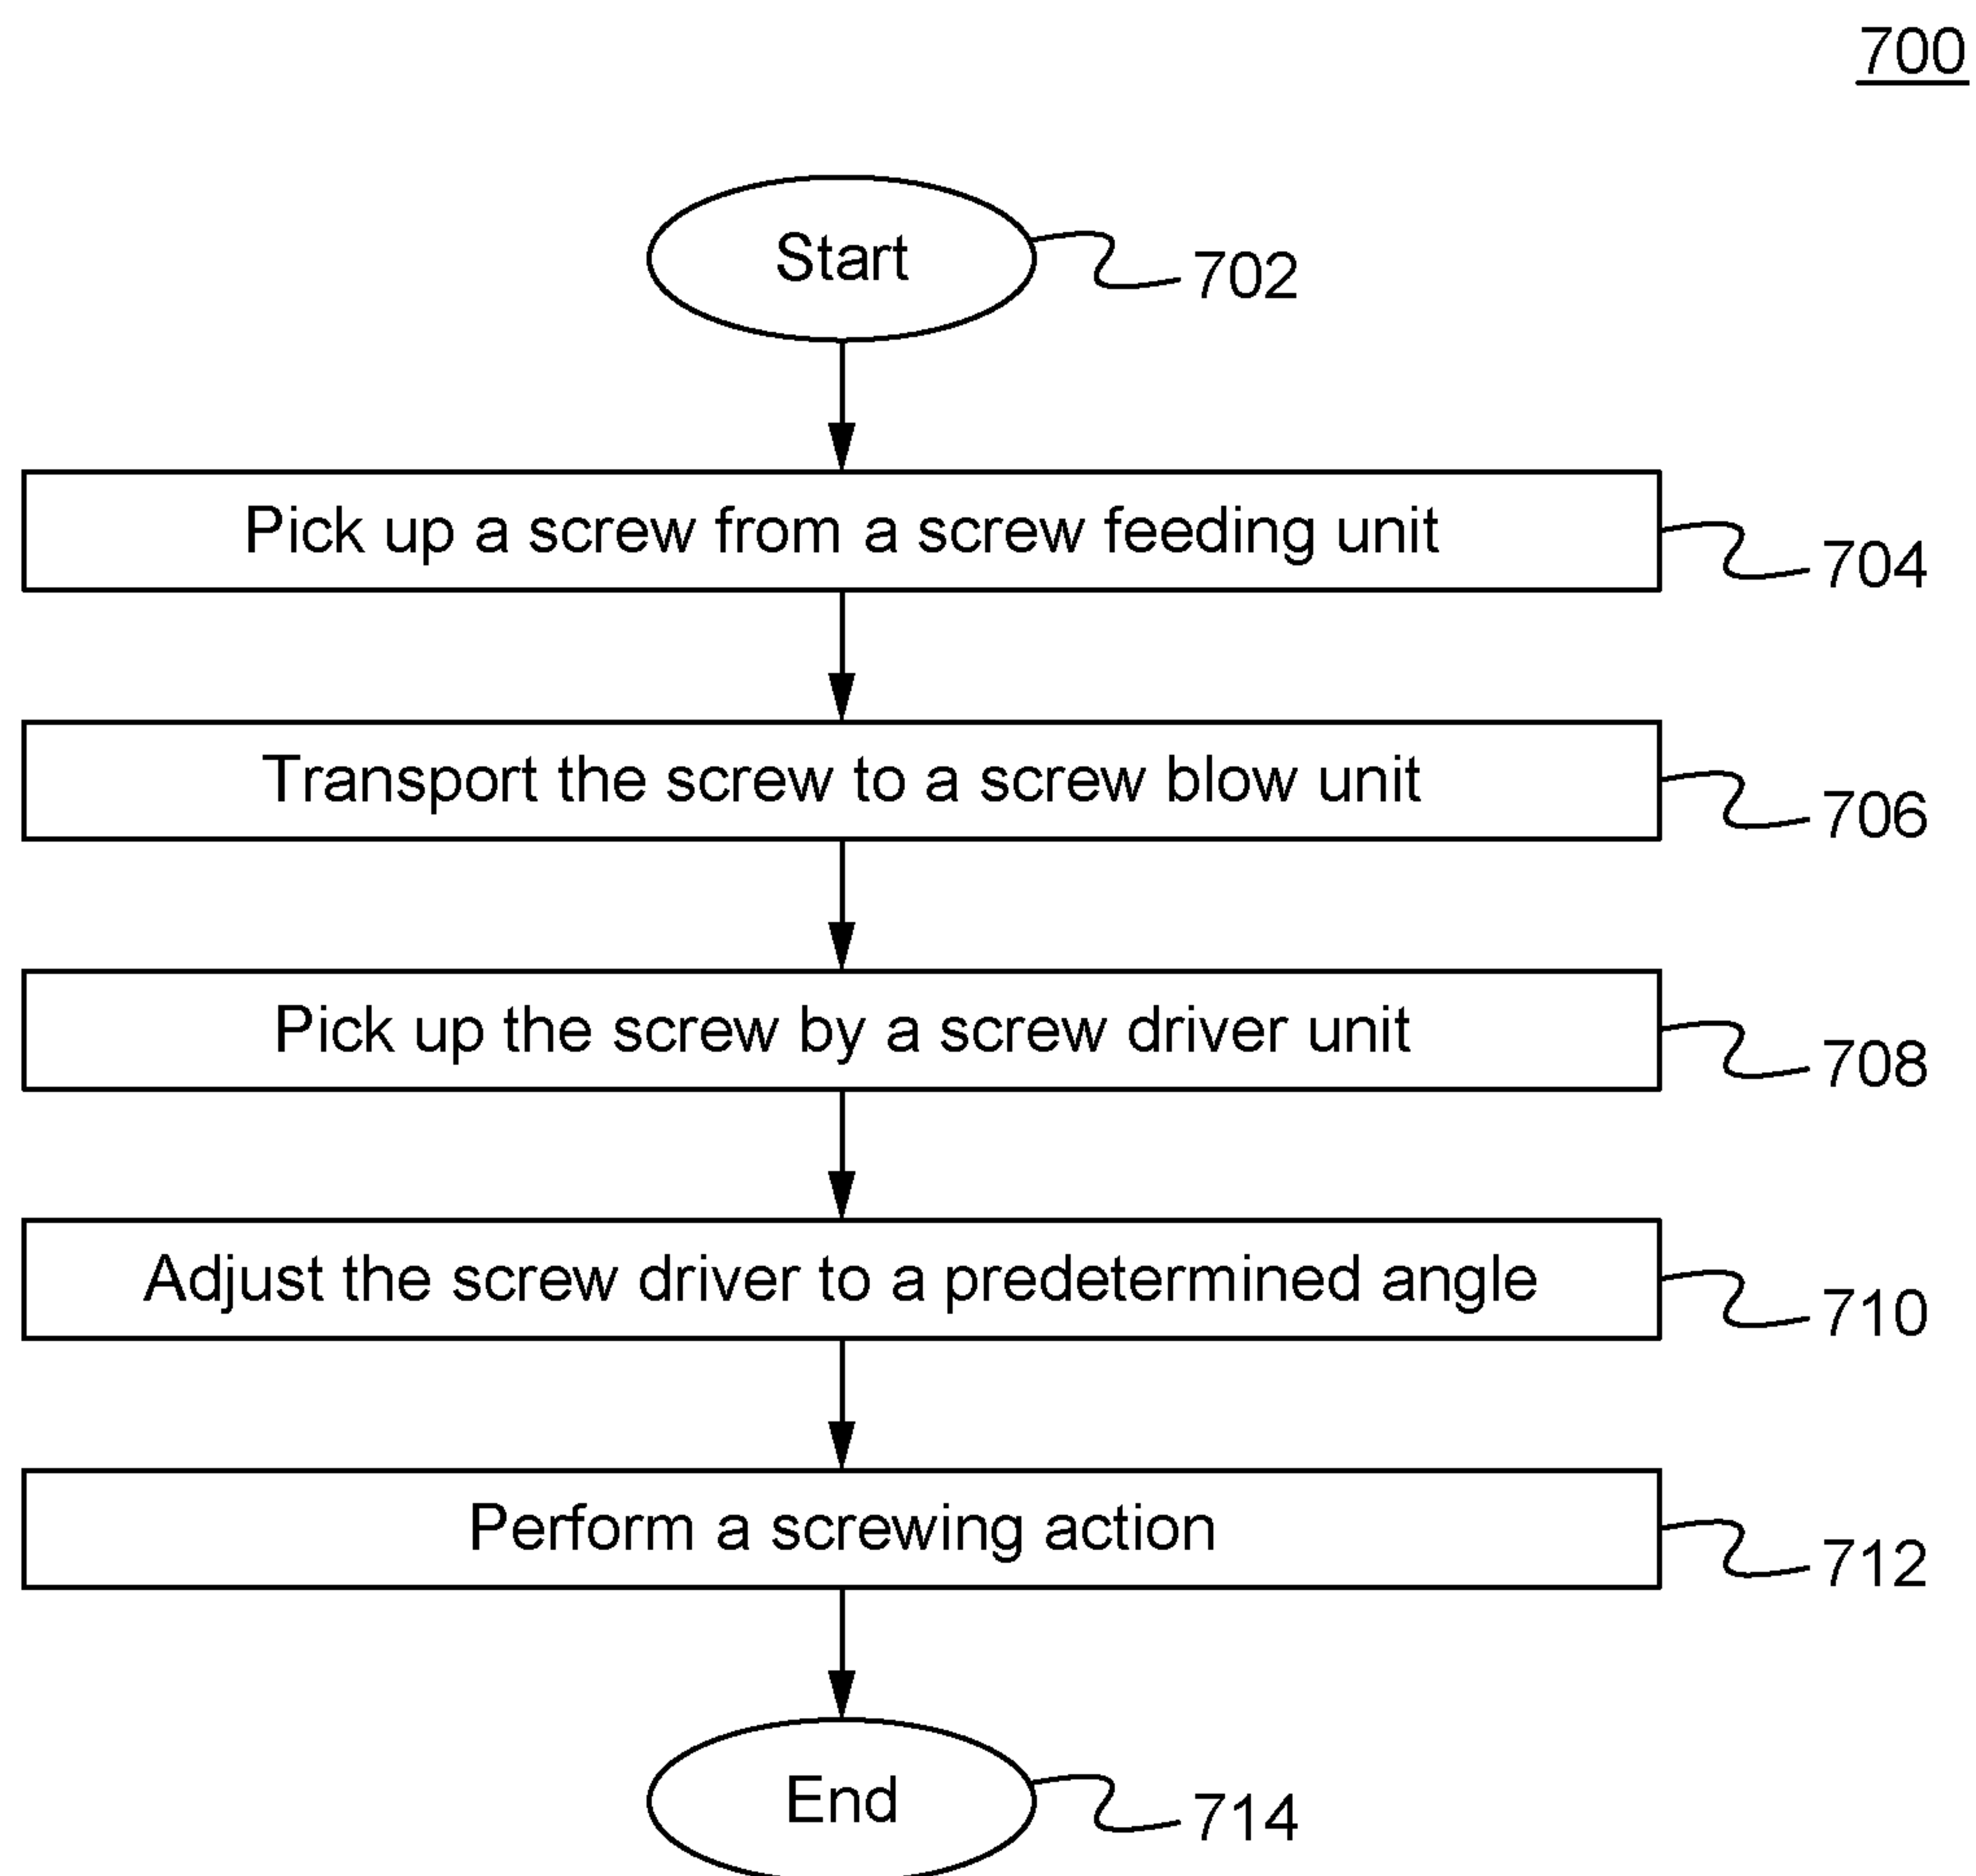 700
Start
702
Pick up a screw from a screw feeding unit
704
Transport the screw to a screw blow unit
706
Pick up the screw by a screw driver unit
708
Adjust the screw driver to a predetermined angle
710
Perform a screwing action
712
End
714